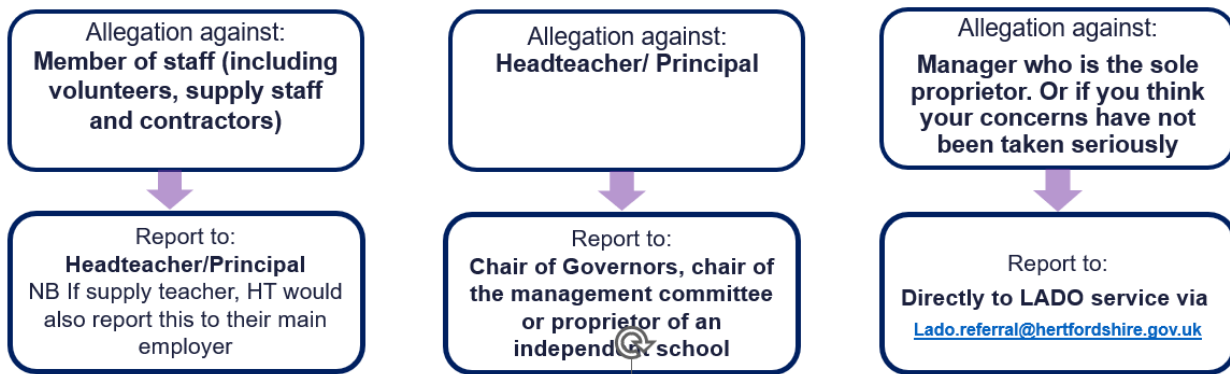 Allegation against:
Member of staff (including
volunteers, supply staff
and contractors)
Report to:
Headteacher/Principal
NB If supply teacher, HT would
also report this to their main
employer
Allegation against:
Headteacher/ Principal
Report to:
Chair of Governors, chair of
the management committee
or proprietor of an
independent school
Allegation against:
Manager who is the sole
proprietor. Or if you think
your concerns have not
been taken seriously
Report to:
Directly to LADO service via
Lado.referral@hertfordshire.gov.uk